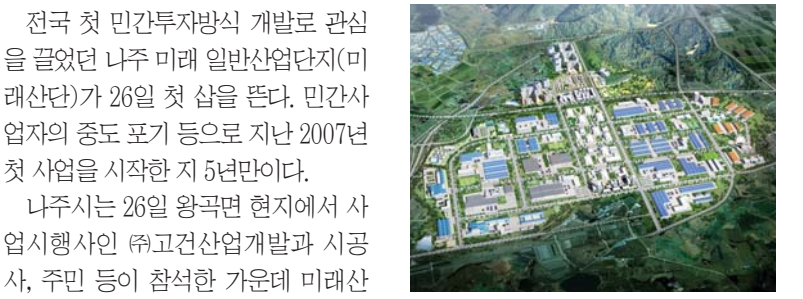 전국 첫 민간투자방식 개발로 관심
을 끌었던 나주 미래 일반산업단지(미
래산단)가 26일 첫 삽을 뜬다. 민간사
업자의 중도 포기 등으로 지난 2007년
첫 사업을 시작한 지 5년만이다.
나주시는 26일 왕곡면 현지에서 사
업시행사인 ㈜고건산업개발과 시공
사, 주민 등이 참석한 가운데 미래산